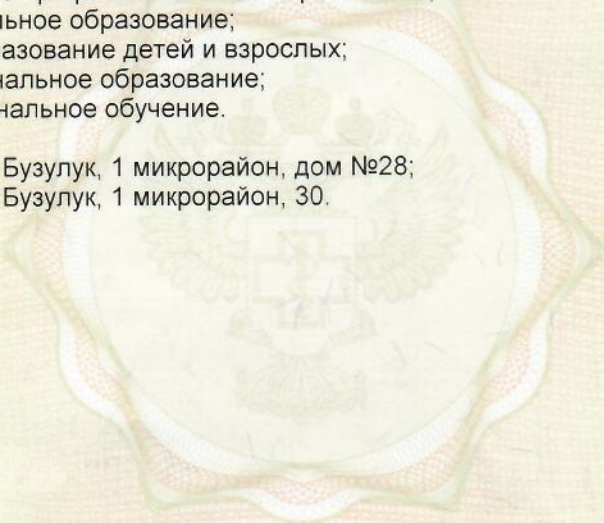 льное образование;
азование детей и взрослых;
нальное образование;
нальное обучение.
Бузулук, 1 микрорайон, дом №28;
Бузулук, 1 микрорайон, 30.